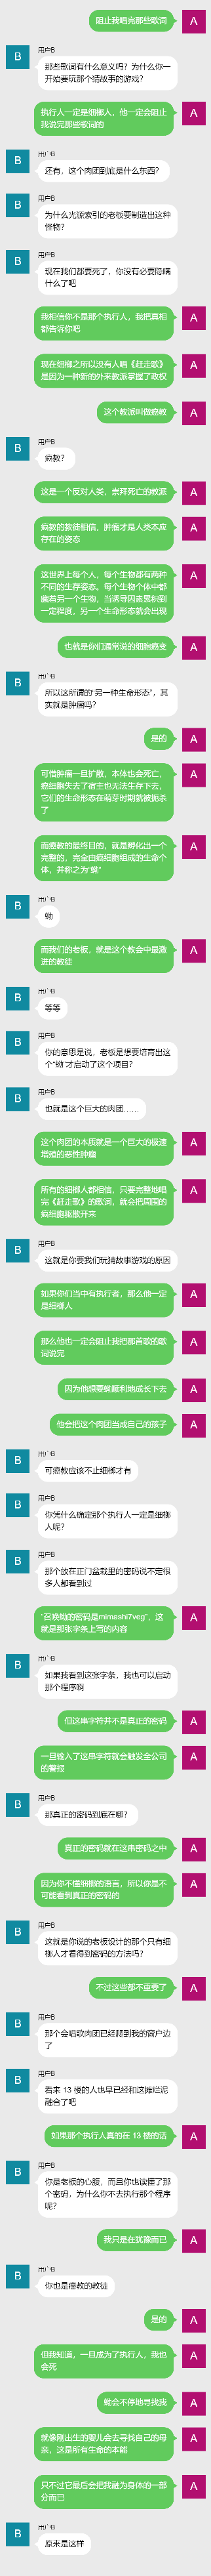 阻止我唱完那些歌词
A
B
用户B
那些歌词有什么意义吗？为什么你一
开始要玩那个猜故事的游戏？
执行人一定是细梆人，他一定会阻止
我说完那些歌词的
A
B
用户B
还有，这个肉团到底是什么东西？
B
用户B
为什么光源索引的老板要制造出这种
怪物？
B
用户B
现在我们都要死了，你没有必要隐瞒
什么了吧
我相信你不是那个执行人，我把真相
都告诉你吧
A
现在细梆之所以没有人唱《赶走歌》
是因为一种新的外来教派掌握了政权
A
这个教派叫做癌教
A
B
用户B
癌教？
这是一个反对人类，崇拜死亡的教派
A
癌教的教徒相信，肿瘤才是人类本应
存在的姿态
A
这世界上每个人，每个生物都有两种
不同的生存姿态。每个生物个体中都
隐藏着另一个生物，当诱导因素累积到
一定程度，另一个生命形态就会出现
A
也就是你们通常说的细胞癌变
A
B
用户B
所以这所谓的“另一种生命形态”，其
实就是肿瘤吗？
是的
A
可惜肿瘤一旦扩散，本体也会死亡，
癌细胞失去了宿主也无法生存下去，
它们的生命形态在萌芽时期就被扼杀
了
A
而癌教的最终目的，就是孵化出一个
完整的，完全由癌细胞组成的生命个
体，并称之为“蚴”
A
B
用户B
蚴
而我们的老板，就是这个教会中最激
进的教徒
A
B
用户B
等等
B
用户B
你的意思是说，老板是想要培育出这
个“蚴”才启动了这个项目？
B
用户B
也就是这个巨大的肉团……
这个肉团的本质就是一个巨大的极速
增殖的恶性肿瘤
A
所有的细梆人都相信，只要完整地唱
完《赶走歌》的歌词，就会把周围的
癌细胞驱散开来
A
B
用户B
这就是你要我们玩猜故事游戏的原因
如果你们当中有执行者，那么他一定
是细梆人
A
那么他也一定会阻止我把那首歌的歌
词说完
A
因为他想要蚴顺利地成长下去
A
他会把这个肉团当成自己的孩子
A
B
用户B
可癌教应该不止细梆才有
B
用户B
你凭什么确定那个执行人一定是细梆
人呢？
B
用户B
那个放在正门盆栽里的密码说不定很
多人都看到过
“召唤蚴的密码是mimashi7veg”，这
就是那张字条上写的内容
A
B
用户B
如果我看到这张字条，我也可以启动
那个程序啊
但这串字符并不是真正的密码
A
一旦输入了这串字符就会触发全公司
的警报
A
B
用户B
那真正的密码到底在哪？
真正的密码就在这串密码之中
A
因为你不懂细梆的语言，所以你是不
可能看到真正的密码的
A
B
用户B
这就是你说的老板设计的那个只有细
梆人才看得到密码的方法吗？
不过这些都不重要了
A
B
用户B
那个会唱歌肉团已经爬到我的窗户边
了
B
用户B
看来 13 楼的人也早已经和这摊烂泥
融合了吧
如果那个执行人真的在 13 楼的话
A
B
用户B
你是老板的心腹，而且你也读懂了那
个密码，为什么你不去执行那个程序
呢？
我只是在犹豫而已
A
B
用户B
你也是癌教的教徒
是的
A
但我知道，一旦成为了执行人，我也
会死
A
蚴会不停地寻找我
A
就像刚出生的婴儿会去寻找自己的母
亲，这是所有生命的本能
A
只不过它最后会把我融为身体的一部
分而已
A
B
用户B
原来是这样